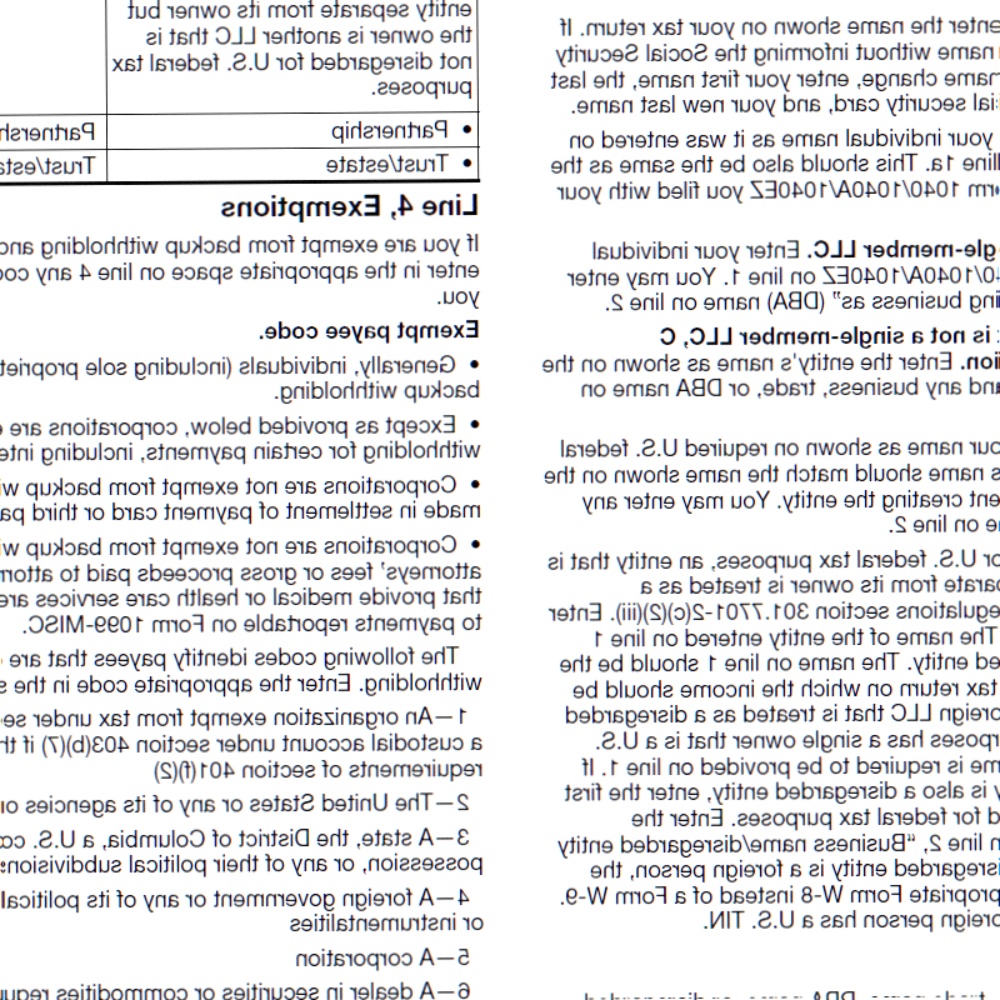 enter the name shown on your tax return. If
name without informing the Social Security
name change, enter your first name, the last
ial security card, and your new last name.
your individual name as it was entered on
line 1a. This should also be the same as the
rm 1040/1040A/1040EZ you filed with your
gle-member LLC. Enter your individual
40/1040A/1040EZ on line 1. You may enter
ing business as" (DBA) name on line 2.
is not a single-member LLC, C
ion. Enter the entity's name as shown on the
and any business, trade, or DBA name on
our name as shown on required U.S. federal
s name should match the name shown on the
ent creating the entity. You may enter any
e on line 2.
or U.S. federal tax purposes, an entity that is
parate from its owner is treated as a
egulations section 301.7701-2(c)(2)(iii). Enter
The name of the entity entered on line 1
ed entity. The name on line 1 should be the
tax return on which the income should be
oreign LLC that is treated as a disregarded
rposes has a single owner that is a U.S.
me is required to be provided on line 1. If
y is also a disregarded entity, enter the first
d for federal tax purposes. Enter the
n line 2, "Business name/disregarded entity
isregarded entity is a foreign person, the
propriate Form W-8 instead of a Form W-9.
oreign person has a U.S. TIN.
entity separate from its owner but
the owner is another LLC that is
not disregarded for U.S. federal tax
purposes.
• Partnership Partnersh
• Trust/estate Trust/esta
Line 4, Exemptions
If you are exempt from backup withholding and
enter in the appropriate space on line 4 any co
you.
Exempt payee code.
• Generally, individuals (including sole propriet
backup withholding.
• Except as provided below, corporations are
withholding for certain payments, including inte
• Corporations are not exempt from backup wi
made in settlement of payment card or third pa
• Corporations are not exempt from backup wi
attorneys' fees or gross proceeds paid to attor
that provide medical or health care services are
to payments reportable on Form 1099-MISC.
The following codes identify payees that are
withholding. Enter the appropriate code in the s
1—An organization exempt from tax under se
a custodial account under section 403(b)(7) if th
requirements of section 401(f)(2)
2—The United States or any of its agencies or
3—A state, the District of Columbia, a U.S. co
possession, or any of their political subdivisions
4—A foreign government or any of its political
or instrumentalities
5—A corporation
6—A dealer in securities or commodities requ